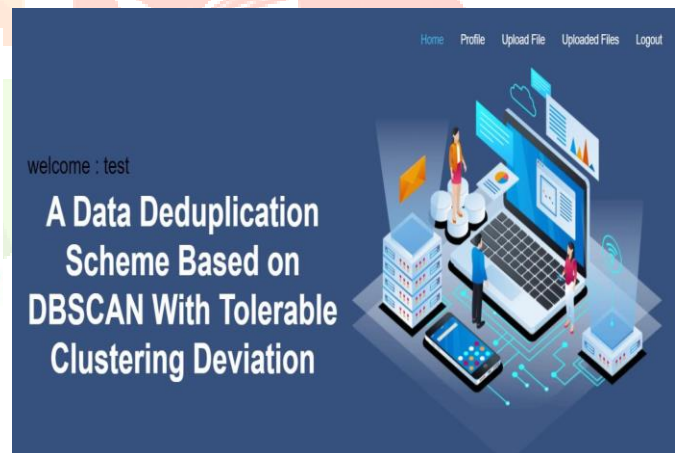 Home Profile Upload File Uploaded Files Logout
welcome : test
A Data Deduplication
Scheme Based on
DBSCAN With Tolerable
Clustering Deviation